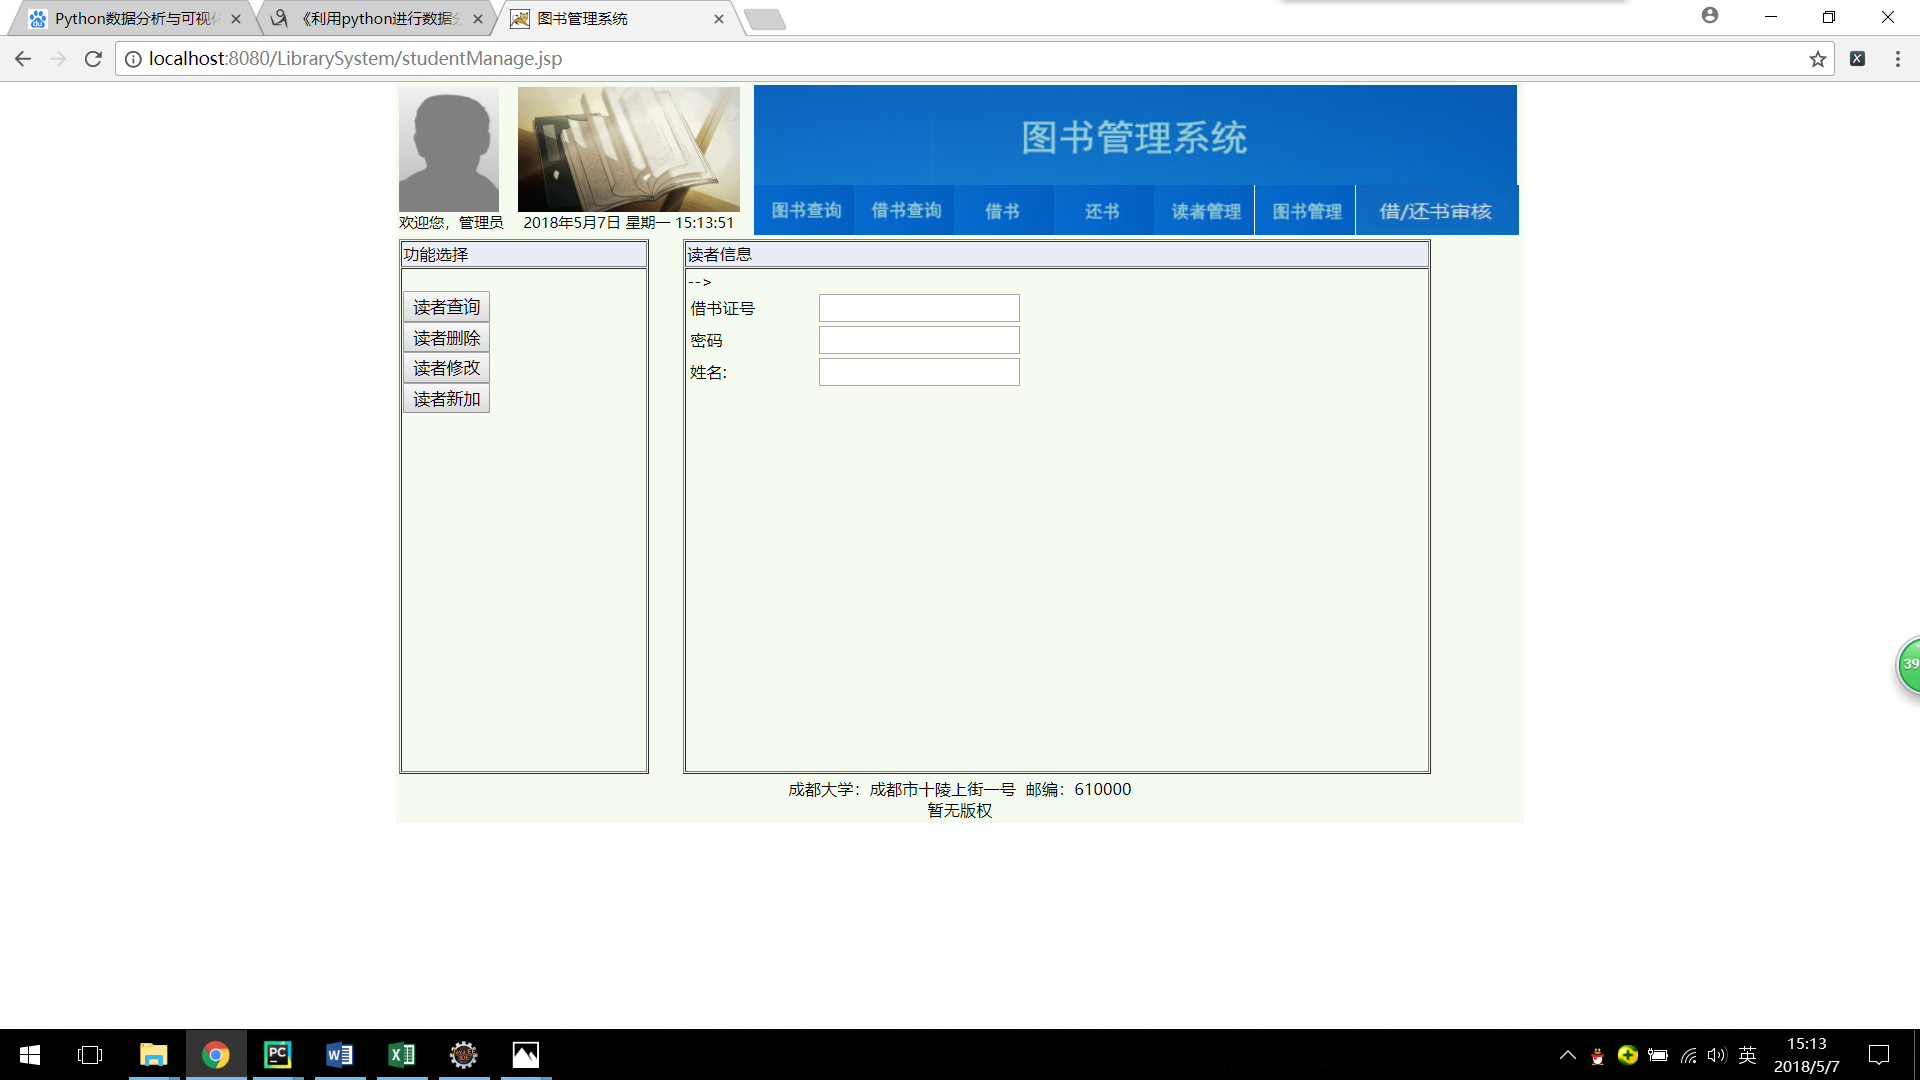 Python数据分析与可视化
《利用python进行数据分
图书管理系统
localhost:8080/LibrarySystem/studentManage.jsp
图书管理系统
图书查询 借书查询 借书 还书 读者管理 图书管理 借/还书审核
欢迎您，管理员 2018年5月7日 星期一 15:13:51
功能选择
读者查询
读者删除
读者修改
读者新加
读者信息
-->
借书证号
密码
姓名:
成都大学：成都市十陵上街一号 邮编：610000
暂无版权
39
PC
英
15:13
2018/5/7